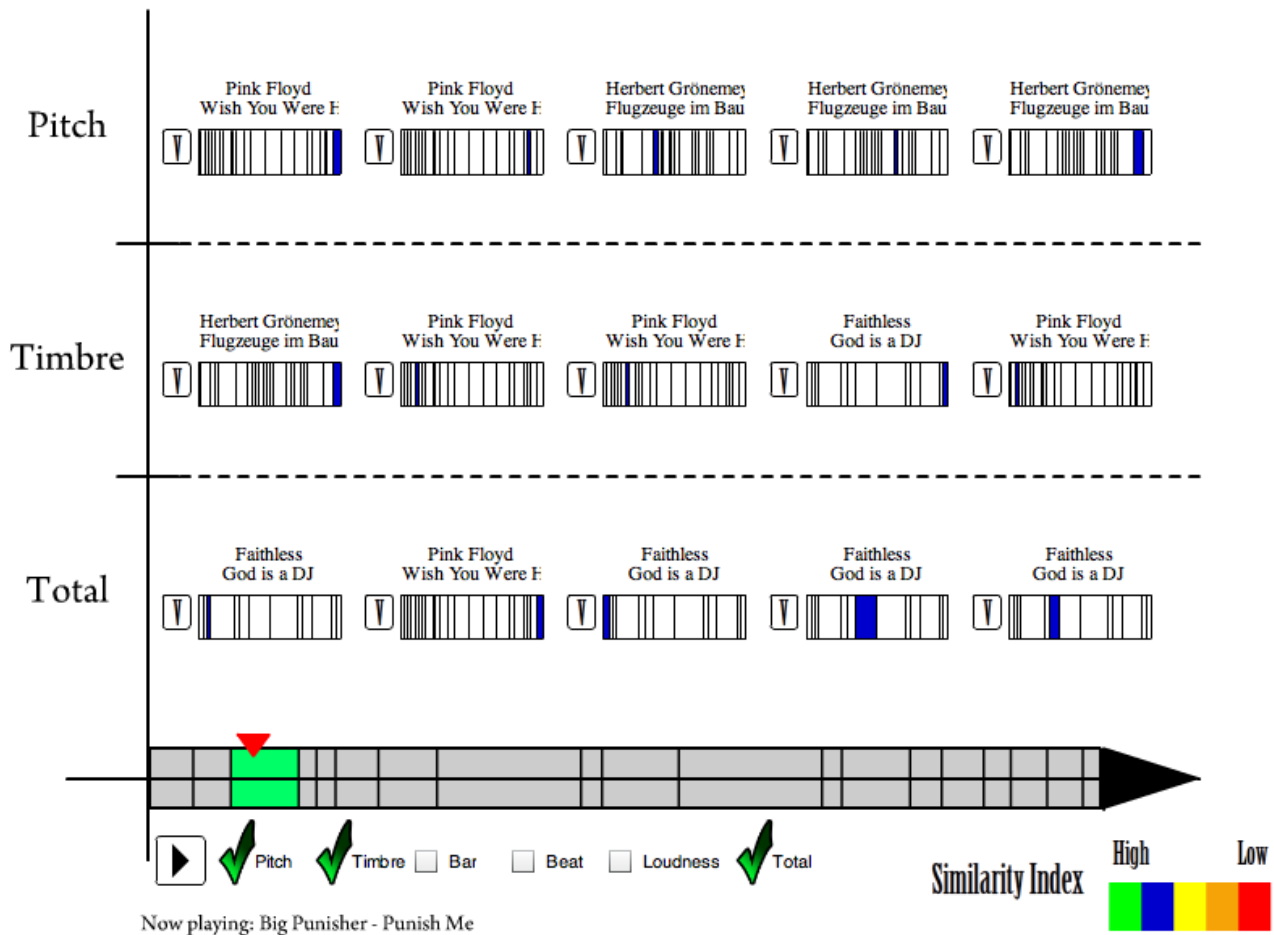 Pink Floyd
Wish You Were H
Pink Floyd
Wish You Were H
Herbert Grönemey
Flugzeuge im Bau
Herbert Grönemey
Flugzeuge im Bau
Herbert Grönemey
Flugzeuge im Bau
Pitch
V
V
V
V
V
Herbert Grönemey
Flugzeuge im Bau
Pink Floyd
Wish You Were H
Pink Floyd
Wish You Were H
Faithless
God is a DJ
Pink Floyd
Wish You Were H
Timbre
V
V
V
V
V
Faithless
God is a DJ
Pink Floyd
Wish You Were H
Faithless
God is a DJ
Faithless
God is a DJ
Faithless
God is a DJ
Total
V
V
V
V
V
Pitch
Timbre
Bar
Beat
Loudness
Total
Similarity Index
High
Low
Now playing: Big Punisher - Punish Me